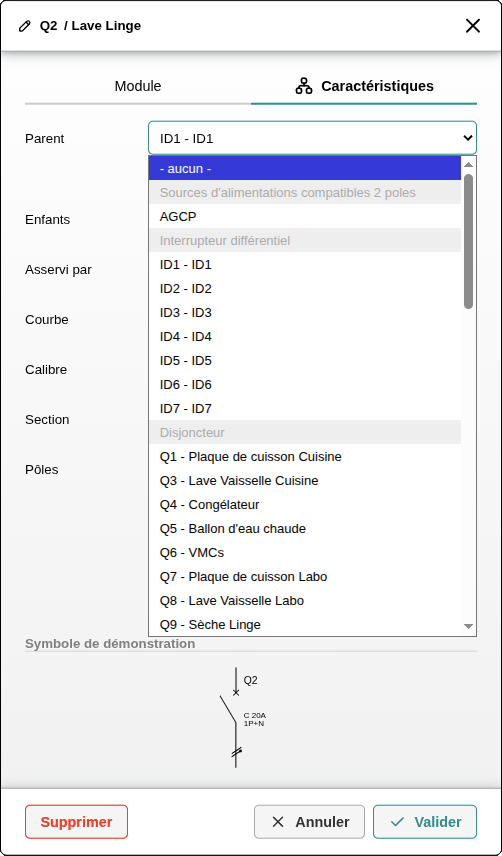 Q2 / Lave Linge
Module
Caractéristiques
Parent
ID1 - ID1
- aucun -
Sources d'alimentations compatibles 2 poles
AGCP
Interrupteur différentiel
ID1 - ID1
ID2 - ID2
ID3 - ID3
ID4 - ID4
ID5 - ID5
ID6 - ID6
ID7 - ID7
Disjoncteur
Q1 - Plaque de cuisson Cuisine
Q3 - Lave Vaisselle Cuisine
Q4 - Congélateur
Q5 - Ballon d'eau chaude
Q6 - VMCs
Q7 - Plaque de cuisson Labo
Q8 - Lave Vaisselle Labo
Q9 - Sèche Linge
Enfants
Asservi par
Courbe
Calibre
Section
Pôles
Symbole de démonstration
Q2
C 20A
1P+N
Supprimer
Annuler
Valider